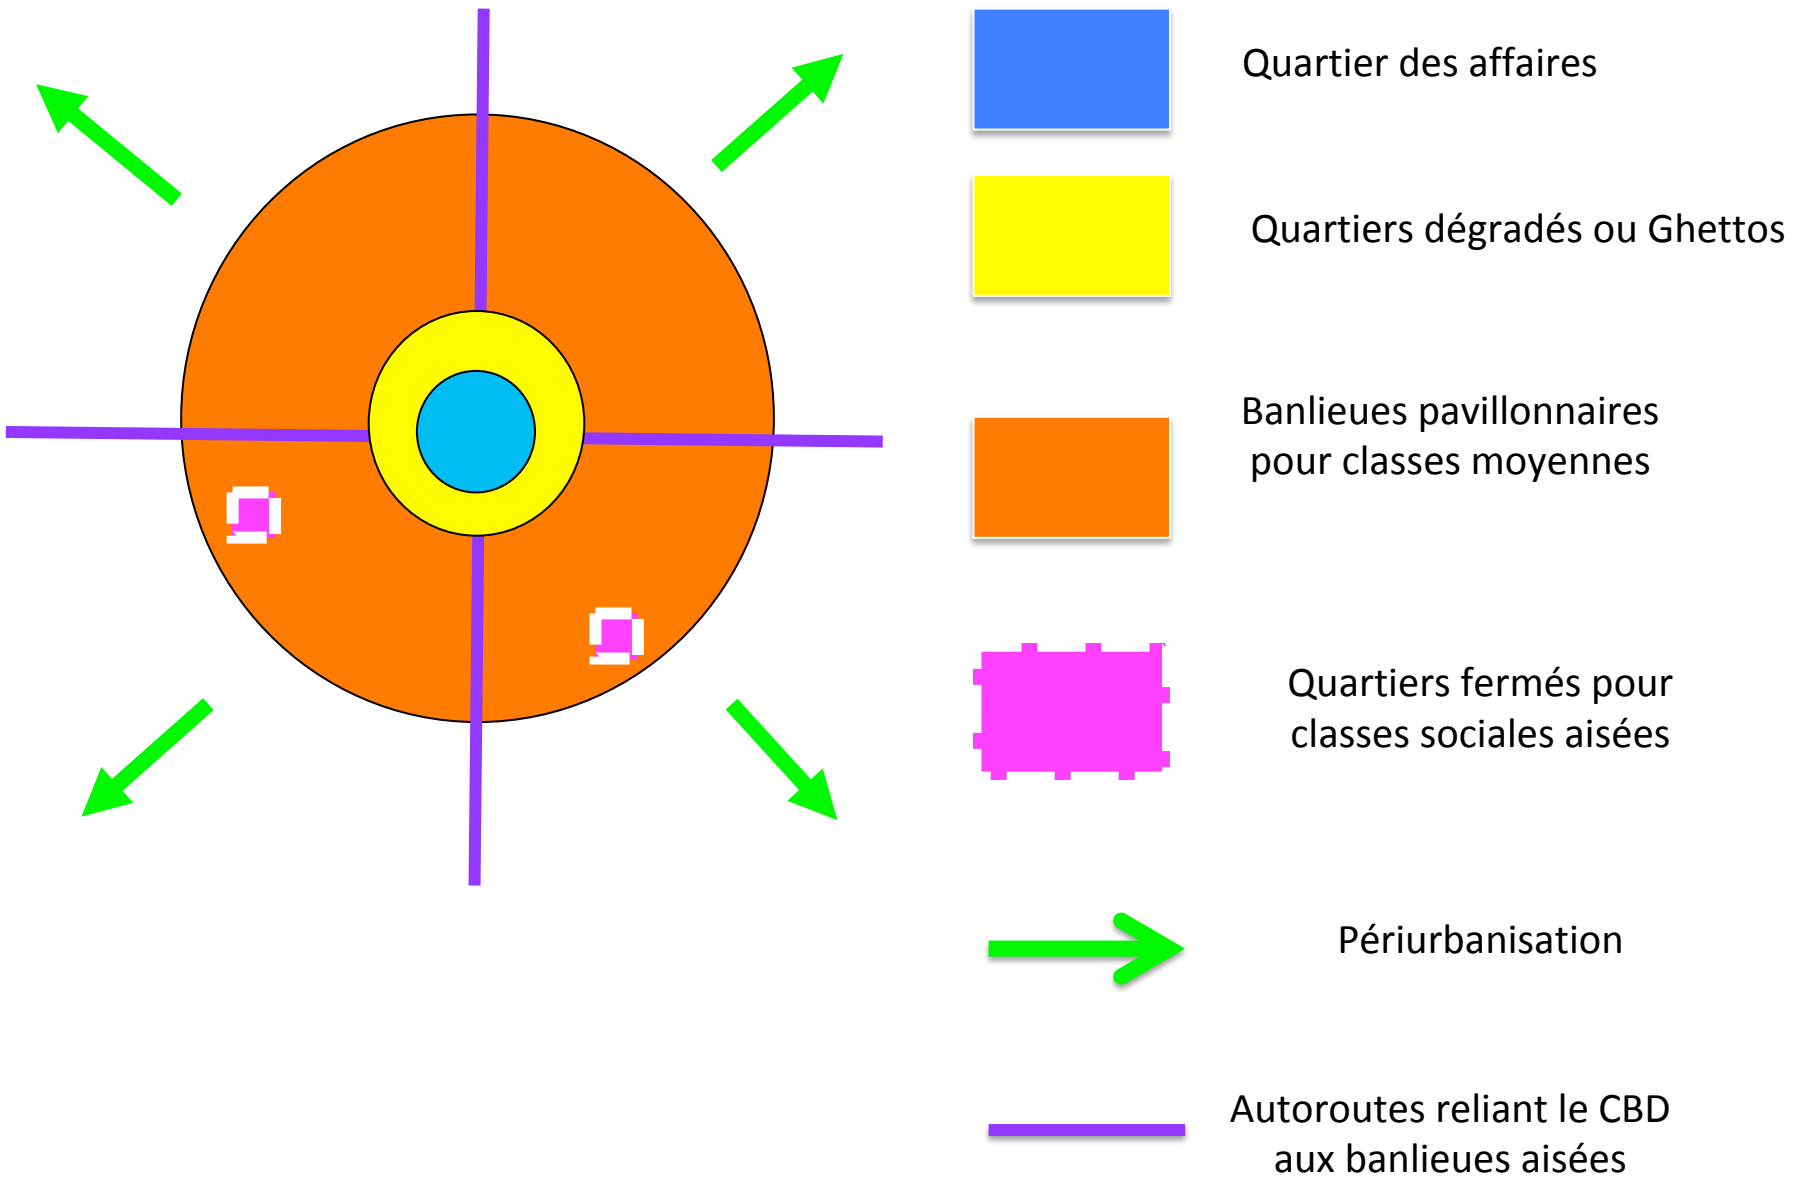 Quartier des affaires
Quartiers dégradés ou Ghettos
Banlieues pavillonnaires
pour classes moyennes
Quartiers fermés pour
classes sociales aisées
Périurbanisation
Autoroutes reliant le CBD
aux banlieues aisées